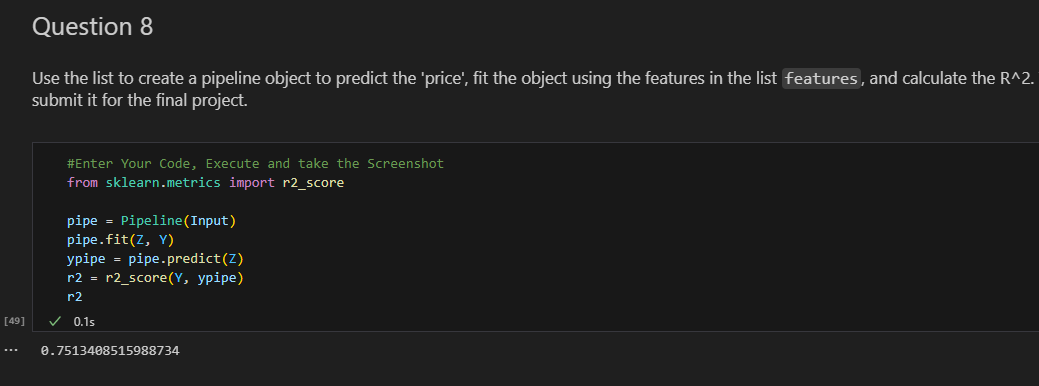 Question 8
Use the list to create a pipeline object to predict the 'price', fit the object using the features in the list features, and calculate the R^2.
submit it for the final project.
#Enter Your Code, Execute and take the Screenshot
from sklearn.metrics import r2_score
pipe = Pipeline(Input)
pipe.fit(Z, Y)
ypipe = pipe.predict(Z)
r2 = r2_score(Y, ypipe)
r2
[49] ✓ 0.1s
... 0.7513408515988734